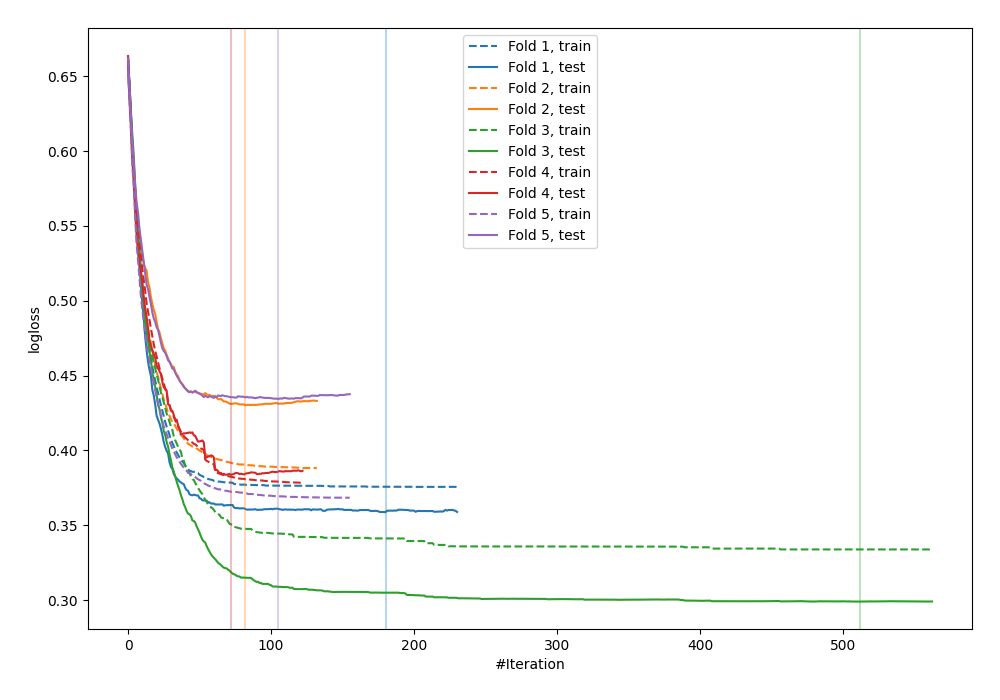 0.65
0.60
0.55
0.50
0.45
0.40
0.35
0.30
logloss
0
100
200
300
400
500
#Iteration
Fold 1, train
Fold 1, test
Fold 2, train
Fold 2, test
Fold 3, train
Fold 3, test
Fold 4, train
Fold 4, test
Fold 5, train
Fold 5, test